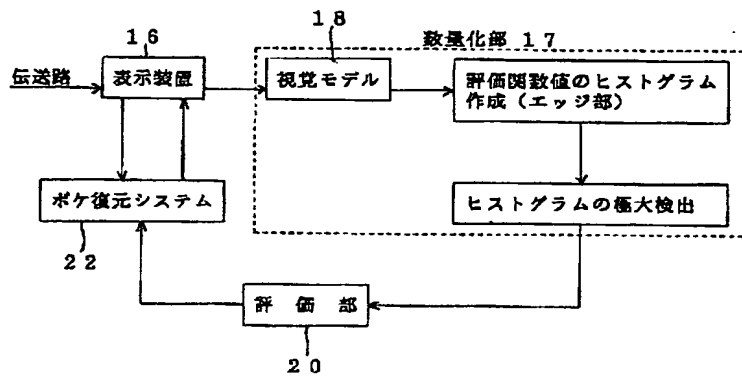 16
18
数量化部 17
伝送路
表示装置
視覚モデル
評価関数値のヒストグラム
作成(エッジ部)
ボケ復元システム
ヒストグラムの極大検出
22
評 価 部
20